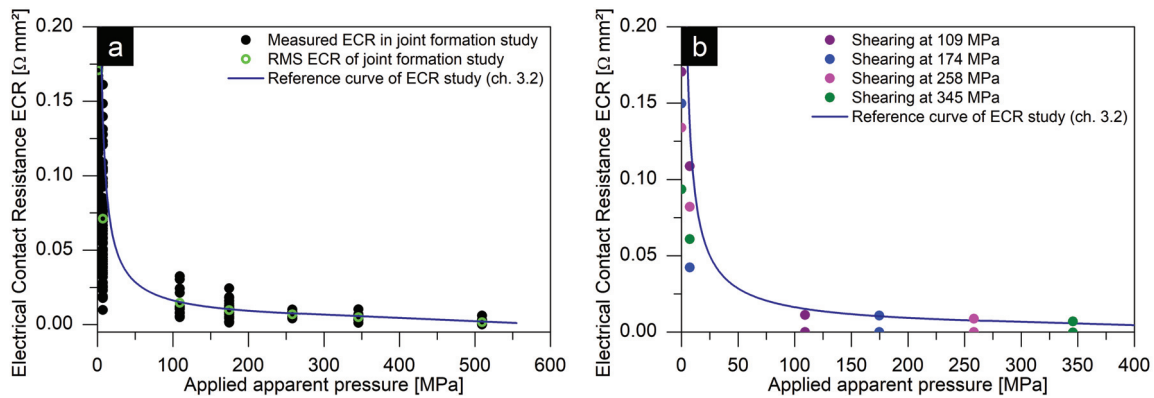 a
Electrical Contact Resistance ECR [Ω mm²]
0.20
0.15
0.10
0.05
0.00
Measured ECR in joint formation study
RMS ECR of joint formation study
Reference curve of ECR study (ch. 3.2)
0 100 200 300 400 500 600
Applied apparent pressure [MPa]
b
Electrical Contact Resistance ECR [Ω mm²]
0.20
0.15
0.10
0.05
0.00
Shearing at 109 MPa
Shearing at 174 MPa
Shearing at 258 MPa
Shearing at 345 MPa
Reference curve of ECR study (ch. 3.2)
0 50 100 150 200 250 300 350 400
Applied apparent pressure [MPa]